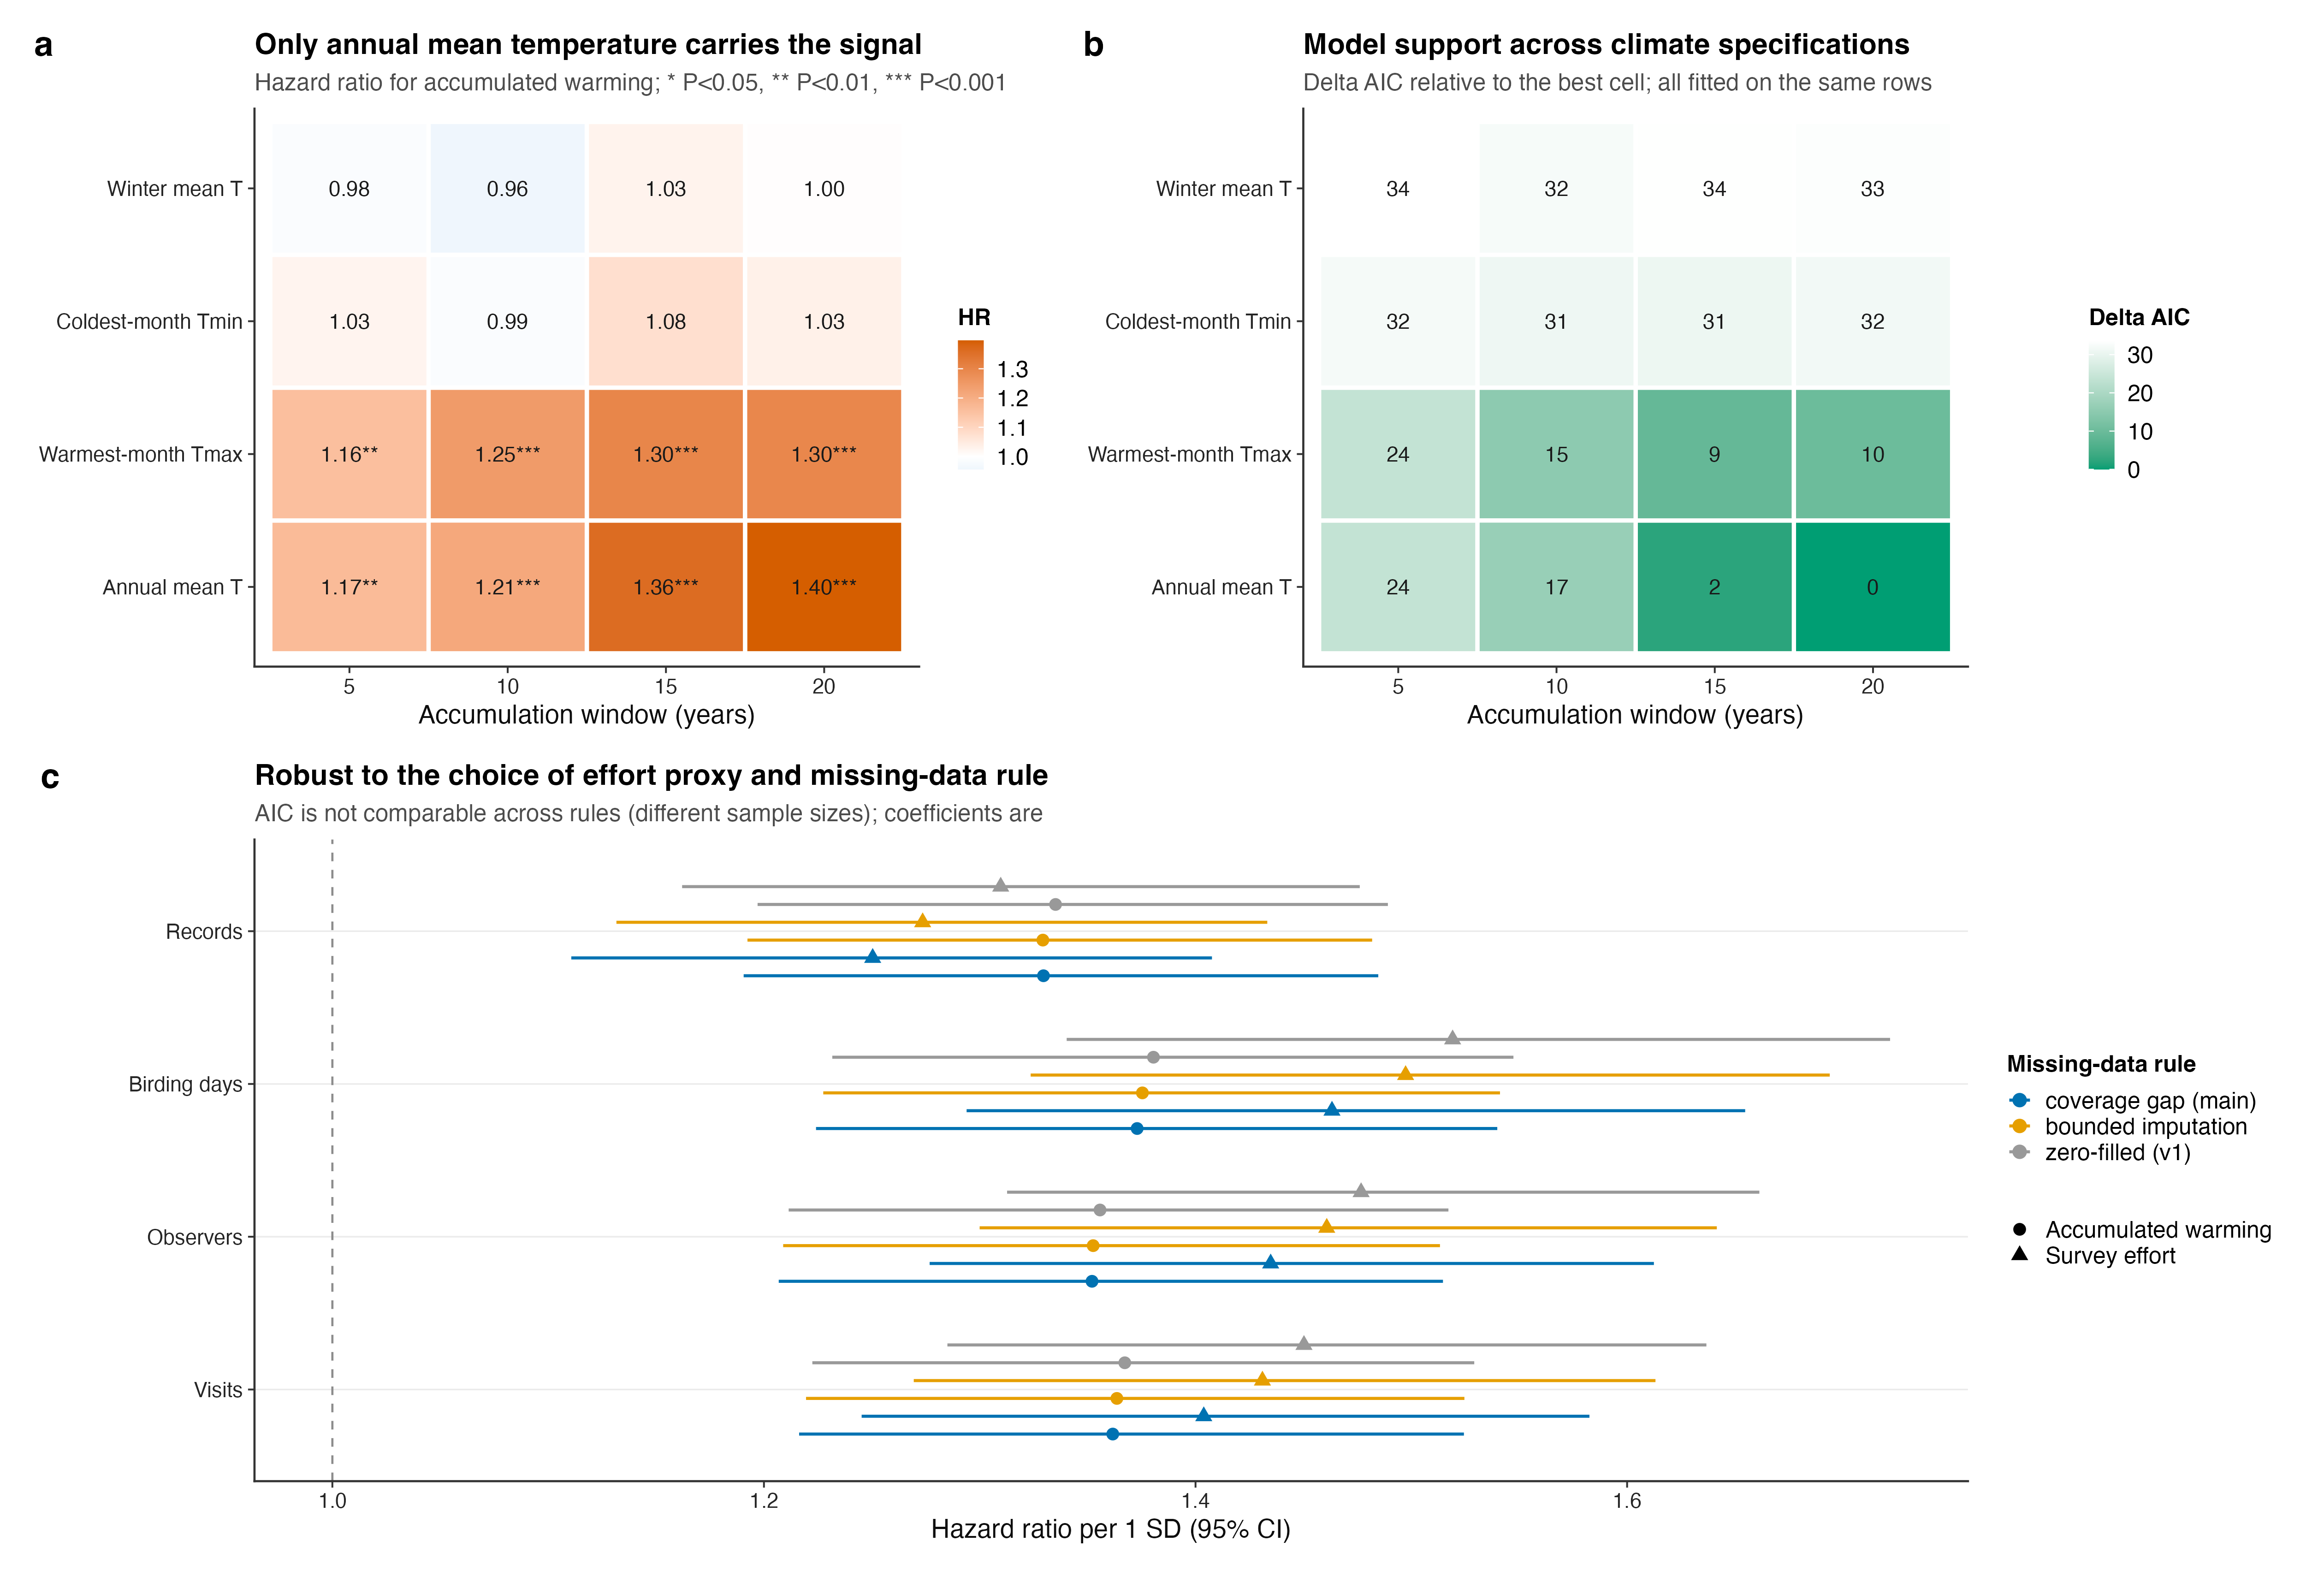 a
Only annual mean temperature carries the signal
Hazard ratio for accumulated warming; * P<0.05, ** P<0.01, *** P<0.001
Winter mean T
0.98
0.96
1.03
1.00
Coldest-month Tmin
1.03
0.99
1.08
1.03
Warmest-month Tmax
1.16**
1.25***
1.30***
1.30***
Annual mean T
1.17**
1.21***
1.36***
1.40***
5
10
15
20
Accumulation window (years)
HR
1.3
1.2
1.1
1.0
b
Model support across climate specifications
Delta AIC relative to the best cell; all fitted on the same rows
Winter mean T
34
32
34
33
Coldest-month Tmin
32
31
31
32
Warmest-month Tmax
24
15
9
10
Annual mean T
24
17
2
0
5
10
15
20
Accumulation window (years)
Delta AIC
30
20
10
0
c
Robust to the choice of effort proxy and missing-data rule
AIC is not comparable across rules (different sample sizes); coefficients are
Records
Birding days
Observers
Visits
1.0
1.2
1.4
1.6
Hazard ratio per 1 SD (95% CI)
Missing-data rule
coverage gap (main)
bounded imputation
zero-filled (v1)
Accumulated warming
Survey effort